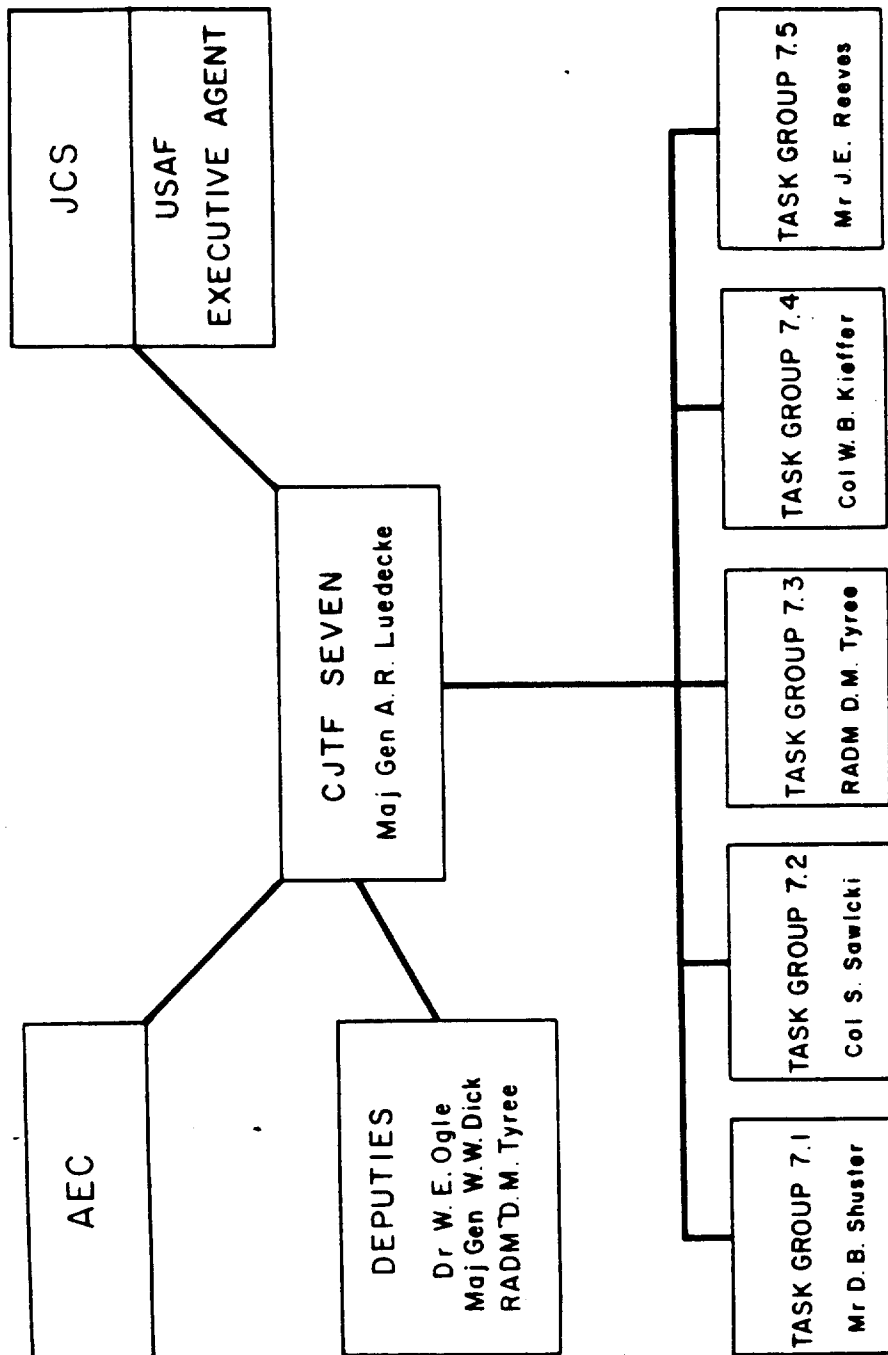 AEC
JCS
USAF
EXECUTIVE AGENT
CJTF SEVEN
Maj Gen A.R. Luedecke
DEPUTIES
Dr W.E. Ogle
Maj Gen W.W. Dick
RADM D.M. Tyree
TASK GROUP 7.1
Mr D.B. Shuster
TASK GROUP 7.2
Col S. Sawicki
TASK GROUP 7.3
RADM D.M. Tyree
TASK GROUP 7.4
Col W.B. Kieffer
TASK GROUP 7.5
Mr J.E. Reeves